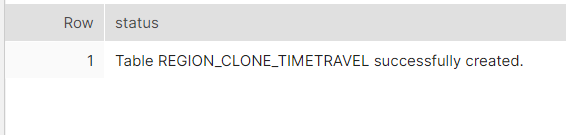 Row status
1 Table REGION_CLONE_TIMETRAVEL successfully created.